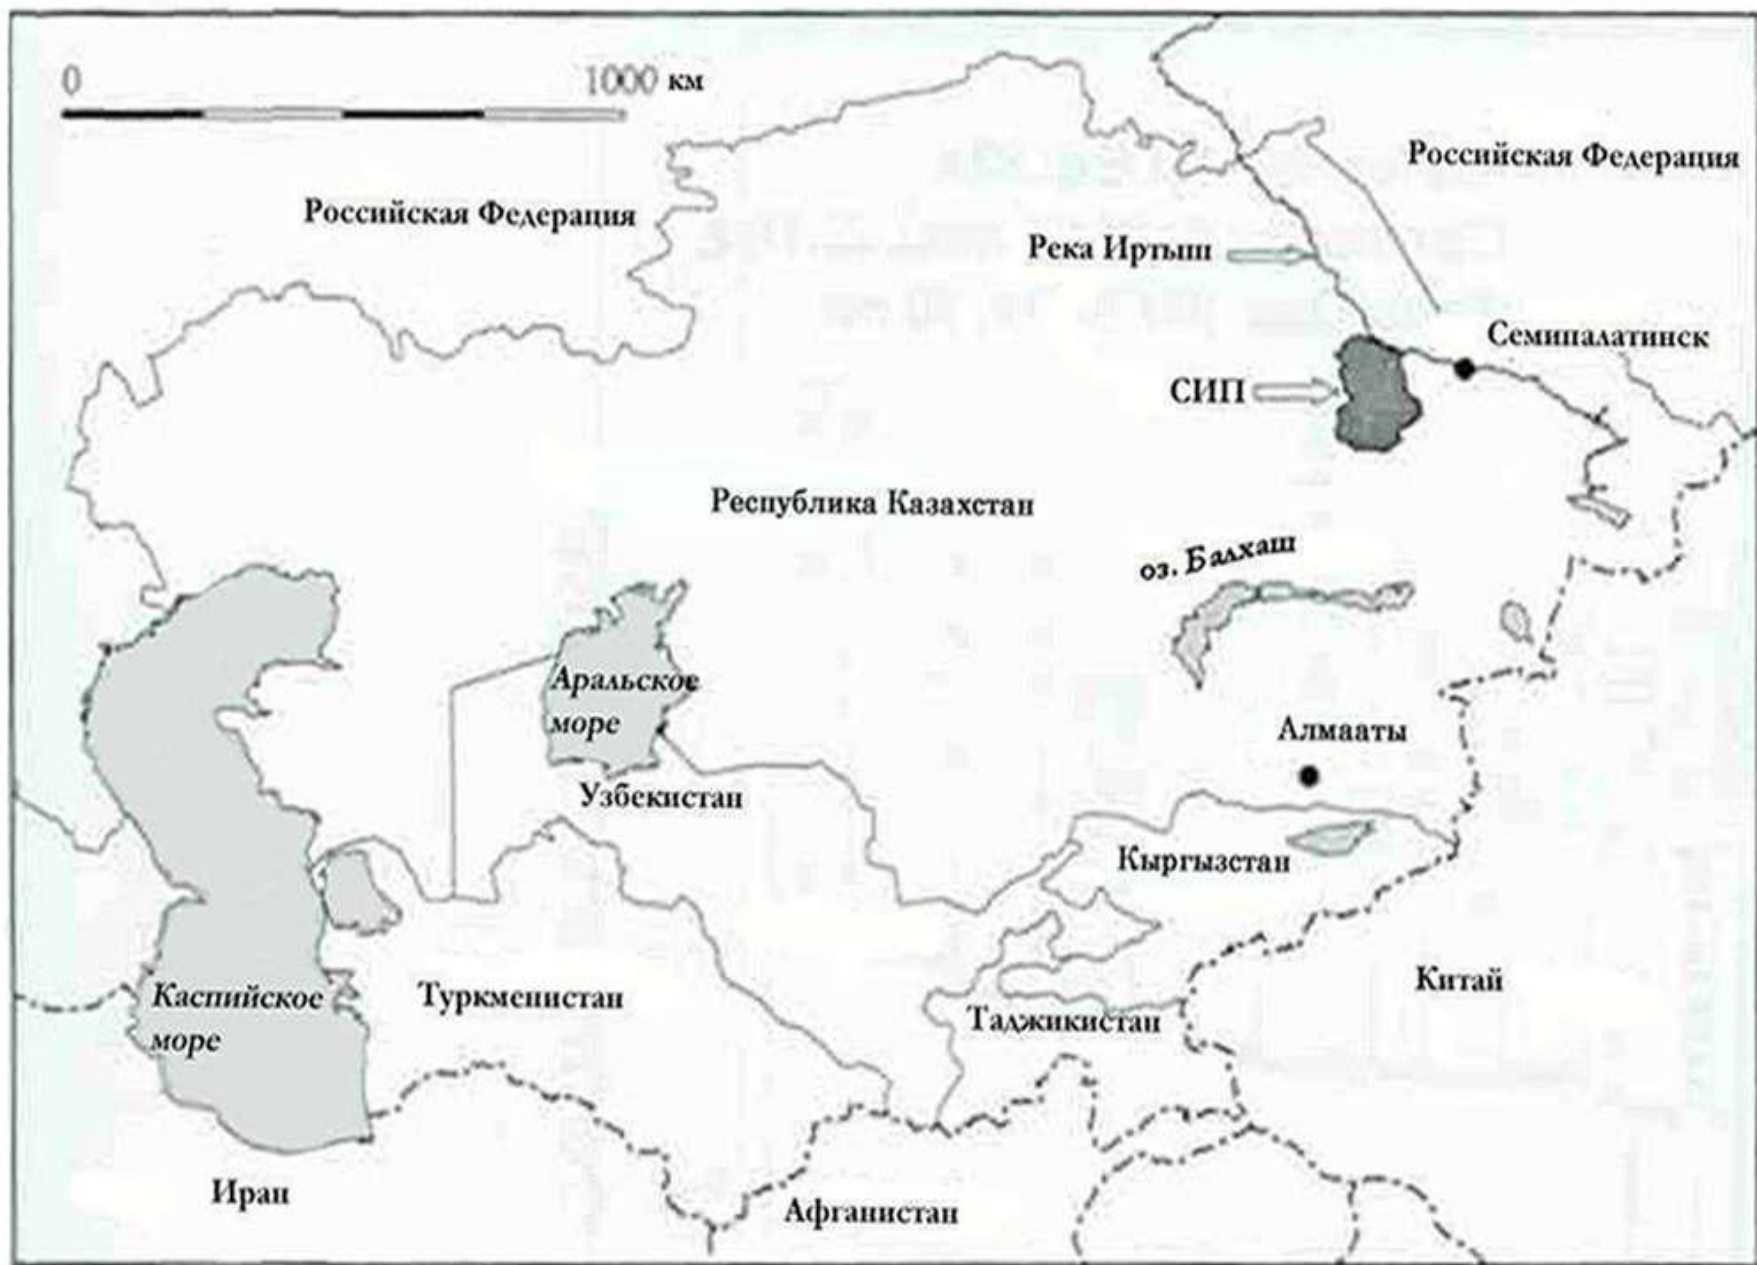 0 1000 км
Российская Федерация
Российская Федерация
Река Иртыш
Семипалатинск
СИП
Республика Казахстан
оз. Балхаш
Аральское
море
Алмааты
Узбекистан
Кыргызстан
Китай
Каспийское
море
Туркменистан
Таджикистан
Иран
Афганистан